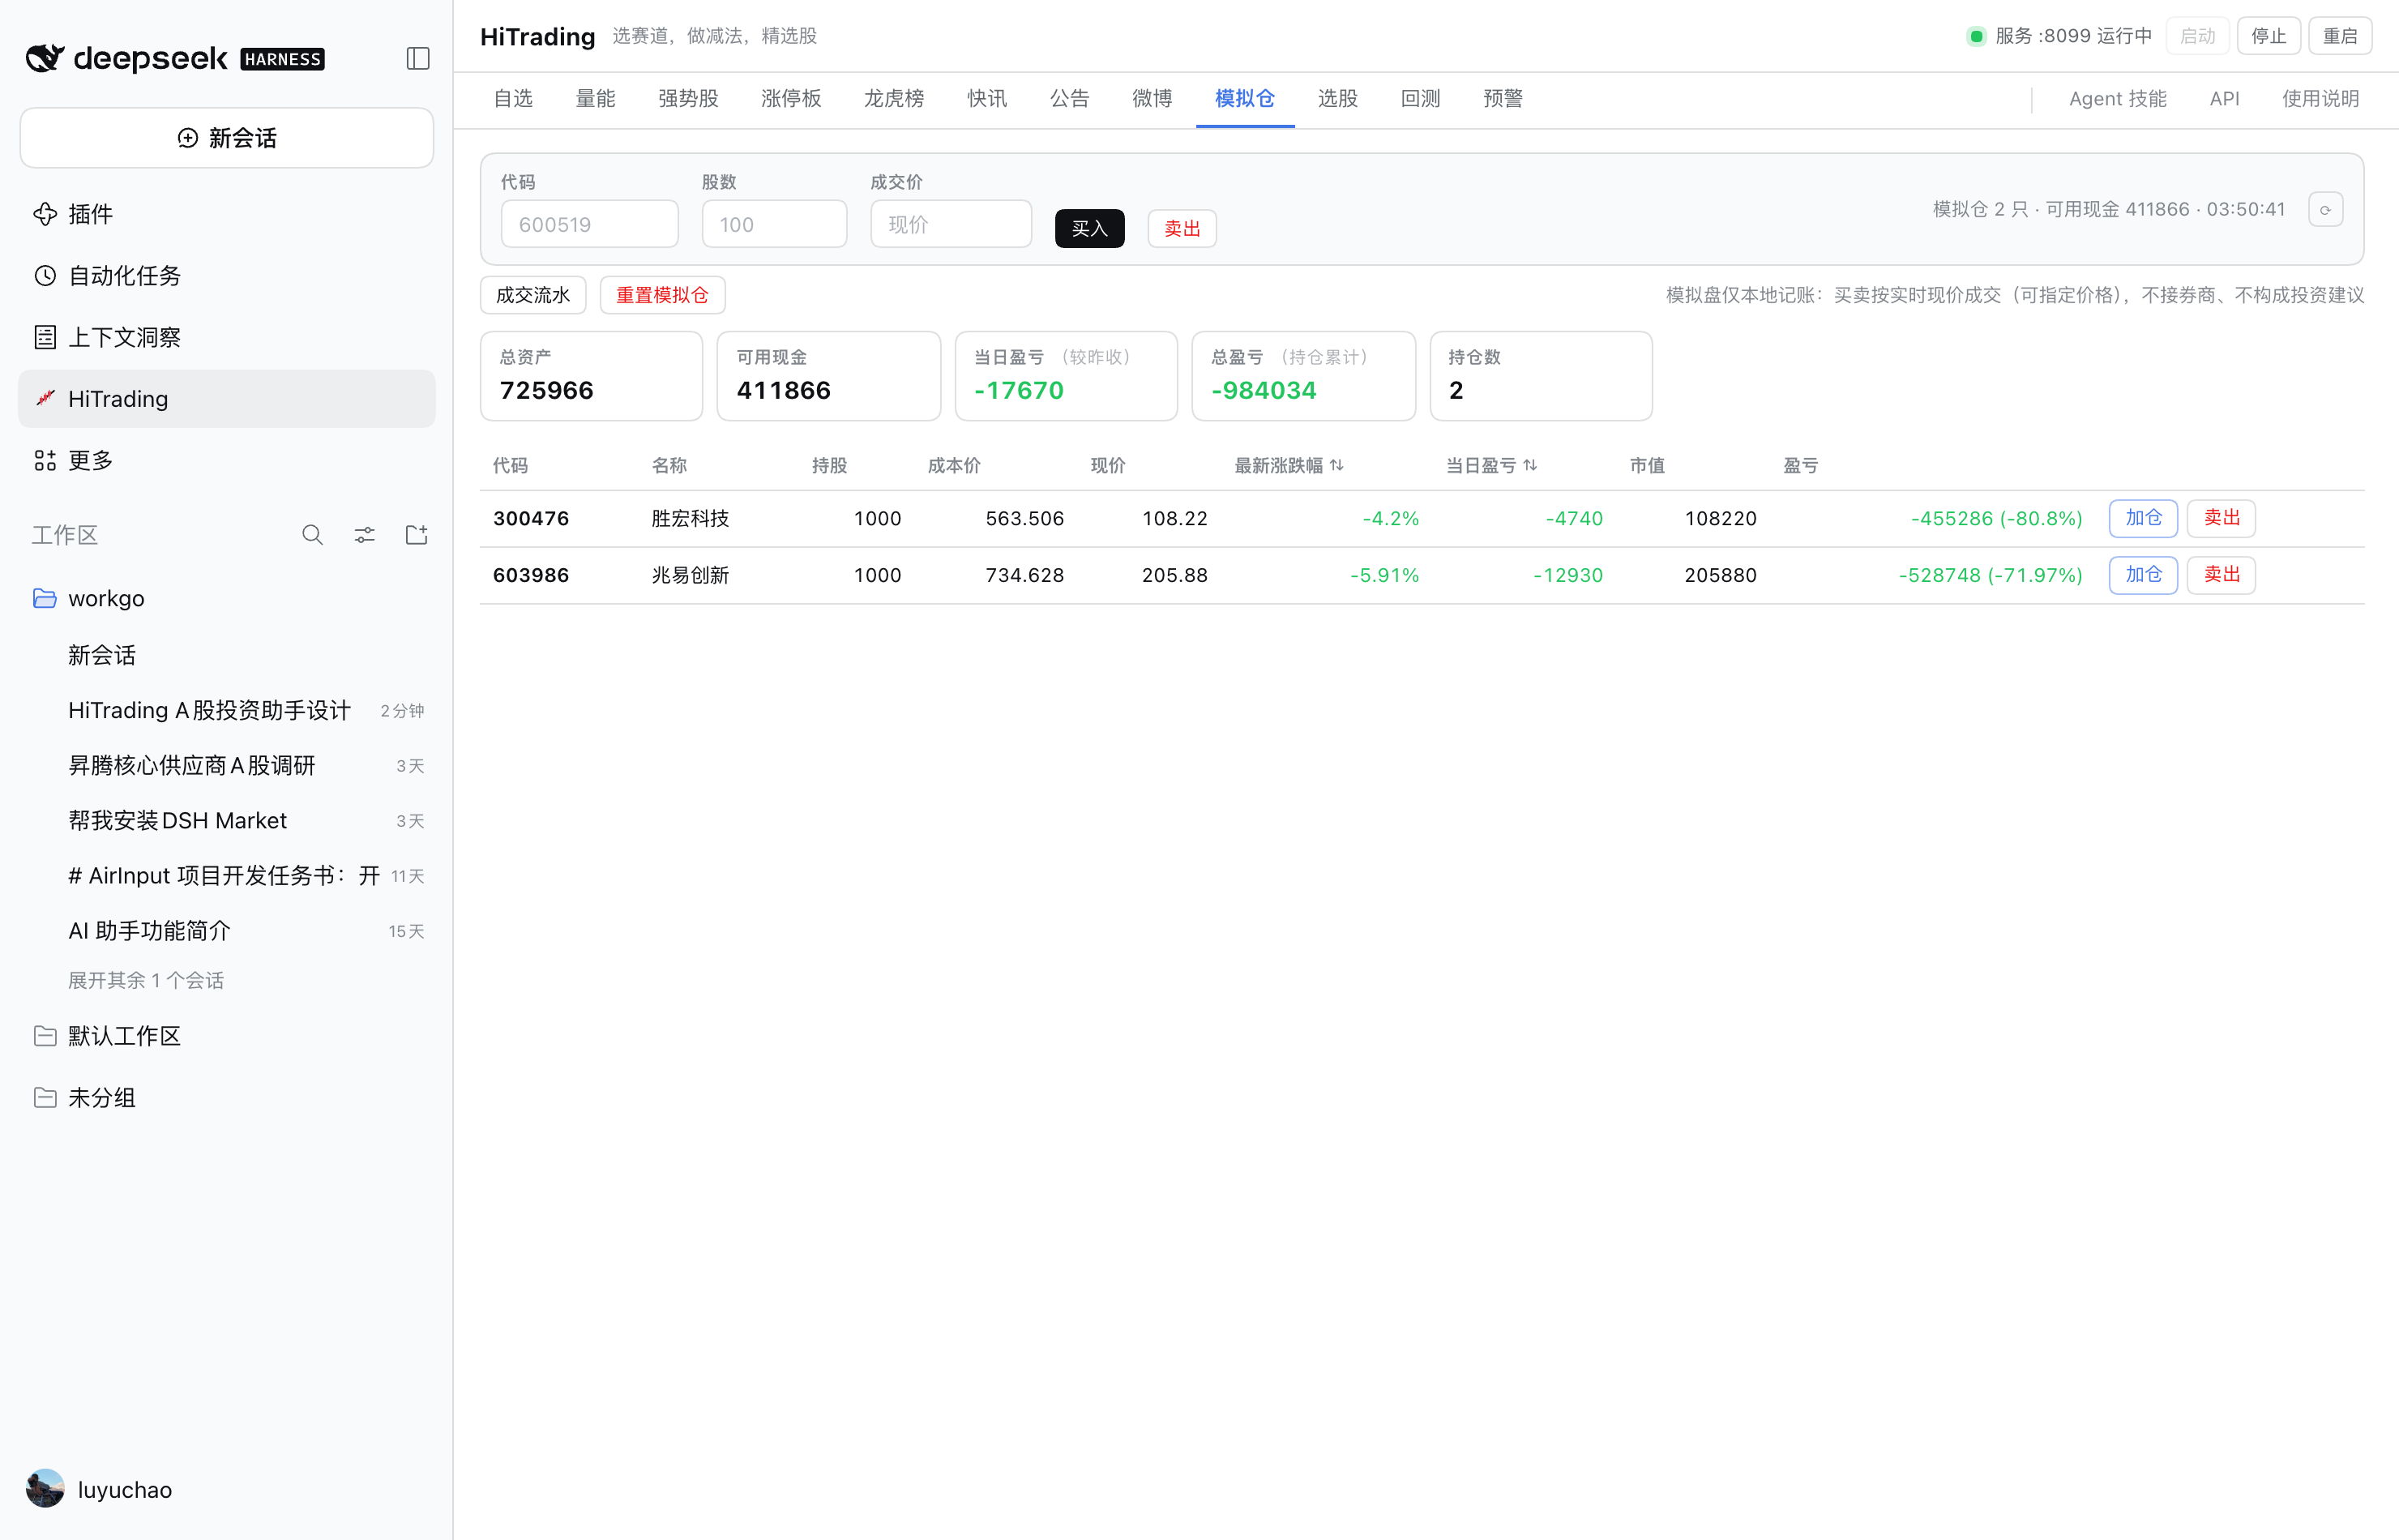 deepseek HARNESS
新会话
插件
自动化任务
上下文洞察
HiTrading
更多
工作区
workgo
新会话
HiTrading A股投资助手设计 2分钟
昇腾核心供应商A股调研 3天
帮我安装DSH Market 3天
# AirInput 项目开发任务书：开 11天
AI 助手功能简介 15天
展开其余 1 个会话
默认工作区
未分组
luyuchao
HiTrading 选赛道，做减法，精选股
服务 :8099 运行中 启动 停止 重启
自选 量能 强势股 涨停板 龙虎榜 快讯 公告 微博 模拟仓 选股 回测 预警 Agent 技能 API 使用说明
代码 股数 成交价
600519 100 现价 买入 卖出 模拟仓 2 只 · 可用现金 411866 · 03:50:41
成交流水 重置模拟仓 模拟盘仅本地记账：买卖按实时现价成交（可指定价格），不接券商、不构成投资建议
总资产 可用现金 当日盈亏 （较昨收） 总盈亏 （持仓累计） 持仓数
725966 411866 -17670 -984034 2
代码 名称 持股 成本价 现价 最新涨跌幅 ⇅ 当日盈亏 ⇅ 市值 盈亏
300476 胜宏科技 1000 563.506 108.22 -4.2% -4740 108220 -455286 (-80.8%) 加仓 卖出
603986 兆易创新 1000 734.628 205.88 -5.91% -12930 205880 -528748 (-71.97%) 加仓 卖出